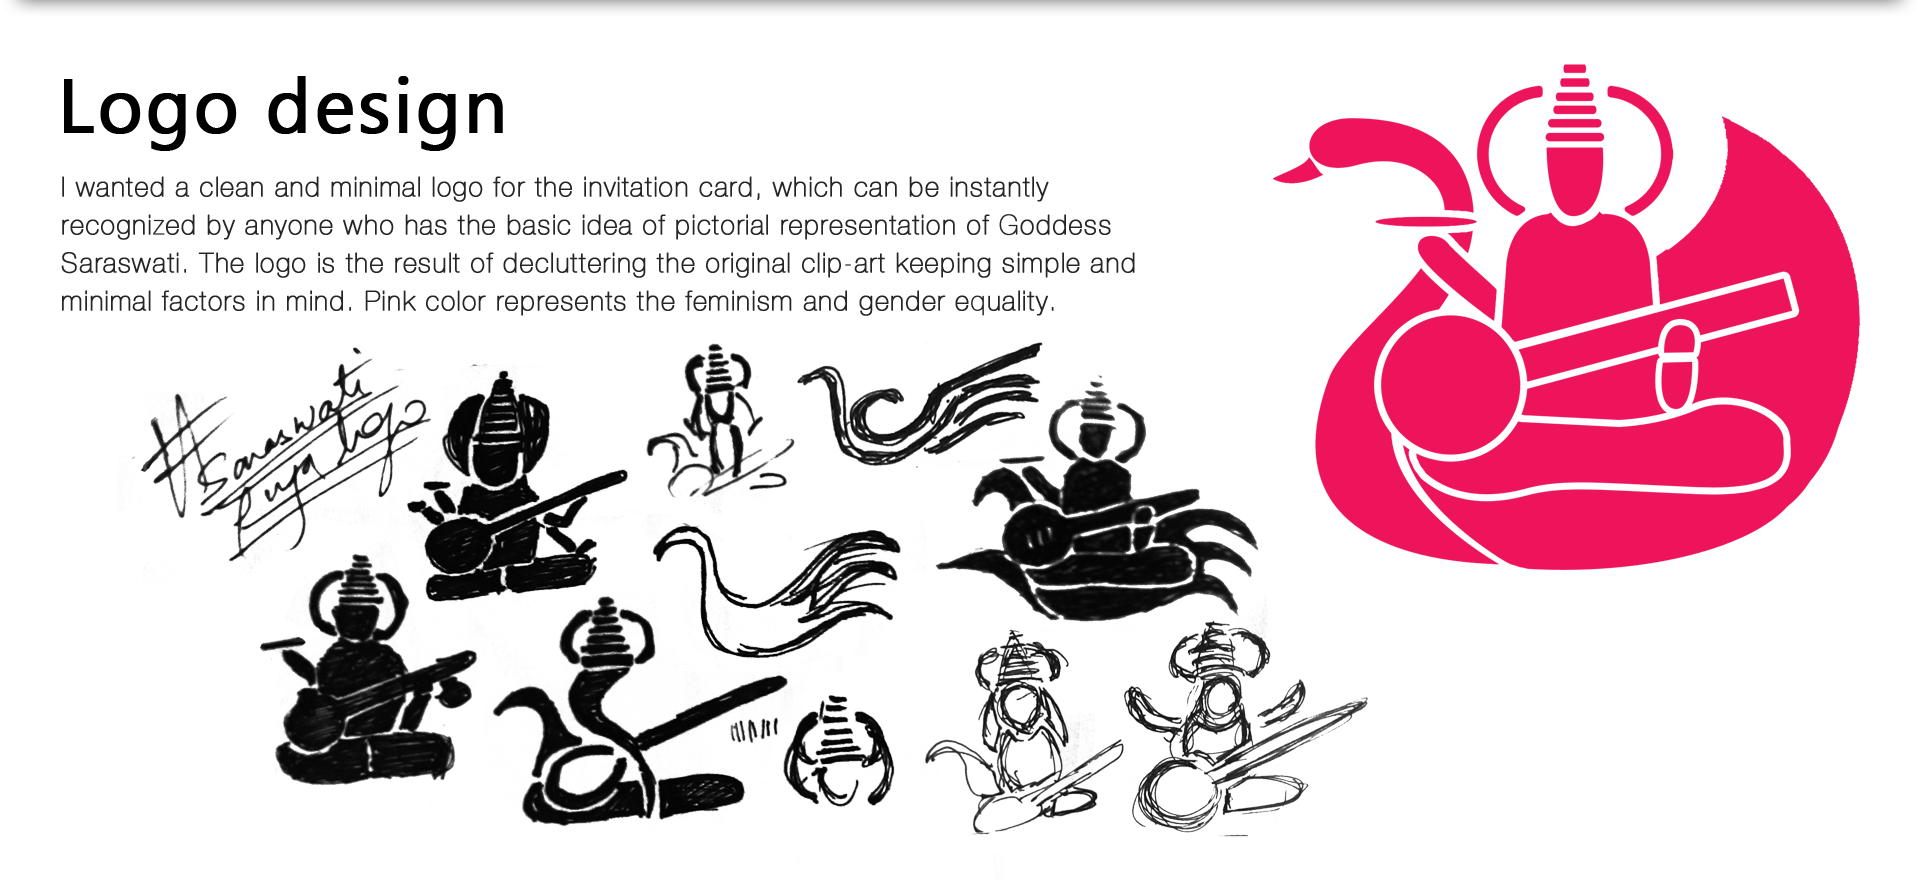 Logo design
I wanted a clean and minimal logo for the invitation card, which can be instantly
recognized by anyone who has the basic idea of pictorial representation of Goddess
Saraswati. The logo is the result of decluttering the original clip-art keeping simple and
minimal factors in mind. Pink color represents the feminism and gender equality.
#Saraswati
Puja logo